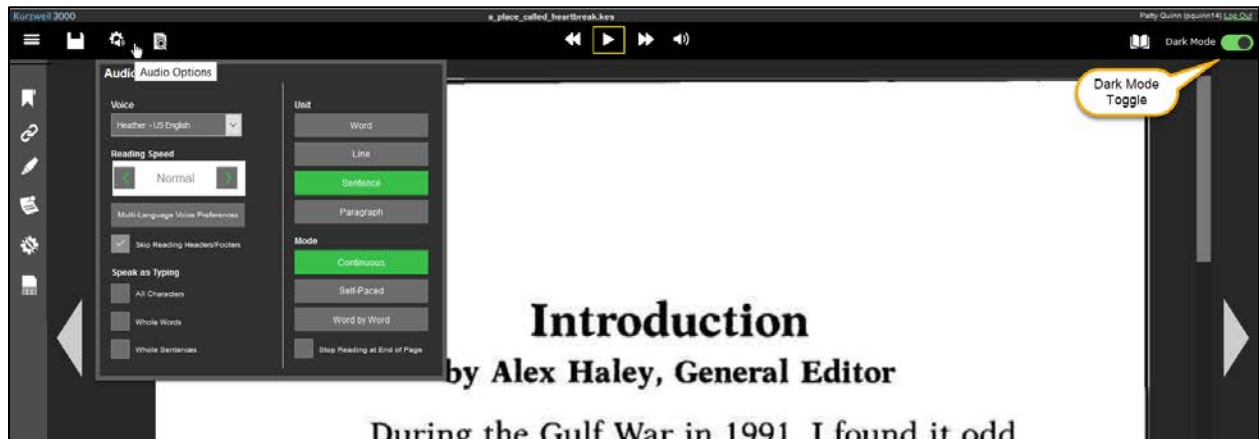 Kurzweil 3000
a_place_called_heartbreak.kes
Patty Quinn (pquinn14) Log Out
Dark Mode
Dark Mode
Toggle
Audio Options
Voice
Heather - US English
Reading Speed
Normal
Multi-Language Voice Preferences
Skip Reading Headers/Footers
Speak as Typing
All Characters
Whole Words
Whole Sentences
Unit
Word
Line
Sentence
Paragraph
Mode
Continuous
Self-Paced
Word by Word
Stop Reading at End of Page
Introduction
by Alex Haley, General Editor
During the Gulf War in 1991, I found it odd